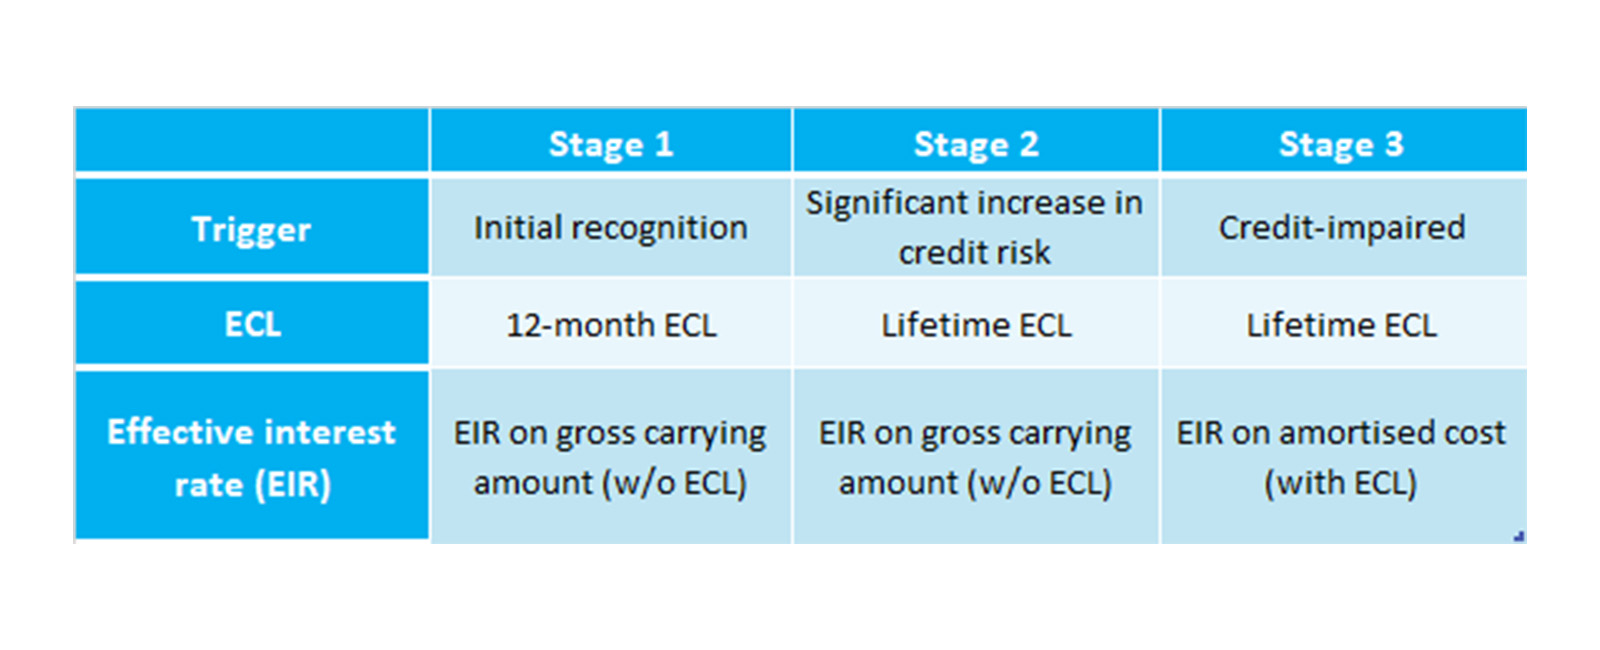 Stage 1 Stage 2 Stage 3
Trigger Initial recognition Significant increase in
credit risk Credit-impaired
ECL 12-month ECL Lifetime ECL Lifetime ECL
Effective interest
rate (EIR) EIR on gross carrying
amount (w/o ECL) EIR on gross carrying
amount (w/o ECL) EIR on amortised cost
(with ECL)